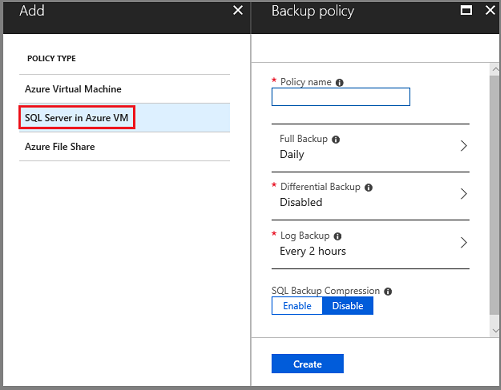 Add
POLICY TYPE
Azure Virtual Machine
SQL Server in Azure VM
Azure File Share
Backup policy
* Policy name
Full Backup
Daily
* Differential Backup
Disabled
* Log Backup
Every 2 hours
SQL Backup Compression
Enable Disable
Create